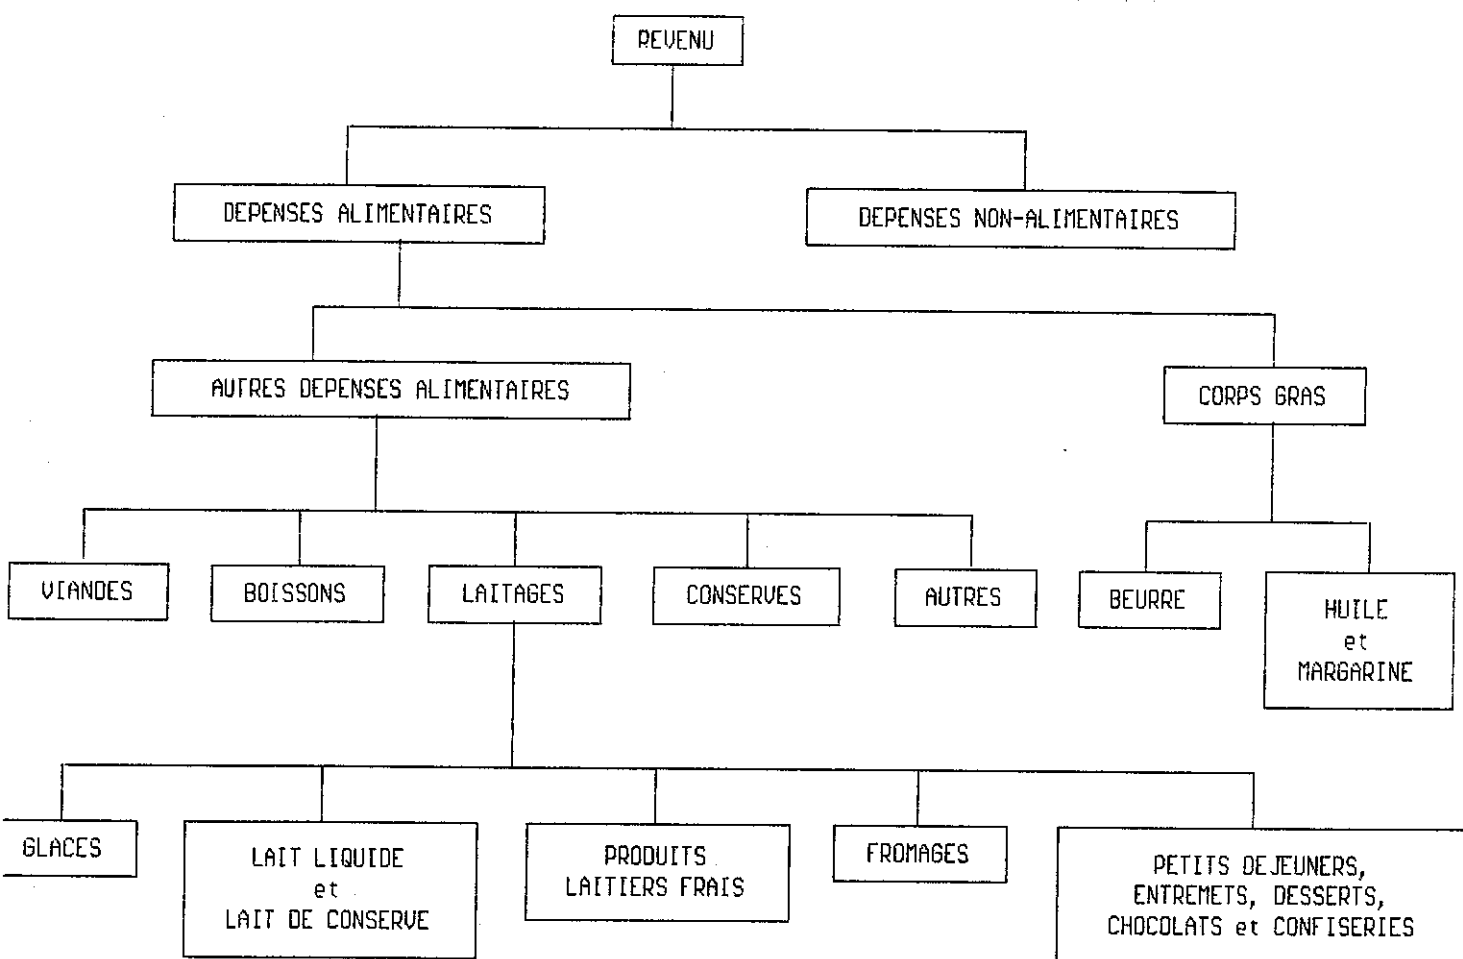 REVENU
DEPENSES ALIMENTAIRES
DEPENSES NON-ALIMENTAIRES
AUTRES DEPENSES ALIMENTAIRES
CORPS GRAS
VIANDES
BOISSONS
LAITAGES
CONSERVES
AUTRES
BEURRE
HUILE
et
MARGARINE
GLACES
LAIT LIQUIDE
et
LAIT DE CONSERVE
PRODUITS
LAITIERS FRAIS
FROMAGES
PETITS DEJEUNERS,
ENTREMETS, DESSERTS,
CHOCOLATS et CONFISERIES